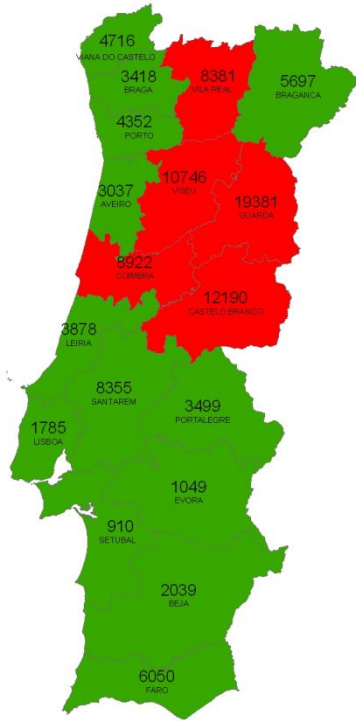 4716
VIANA DO CASTELO
3418
BRAGA
8381
VILA REAL
5697
BRAGANCA
4352
PORTO
3037
AVEIRO
10746
VISEU
19381
GUARDA
8922
COIMBRA
12190
CASTELO BRANCO
3878
LEIRIA
8355
SANTAREM
3499
PORTALEGRE
1785
LISBOA
1049
EVORA
910
SETUBAL
2039
BEJA
6050
FARO